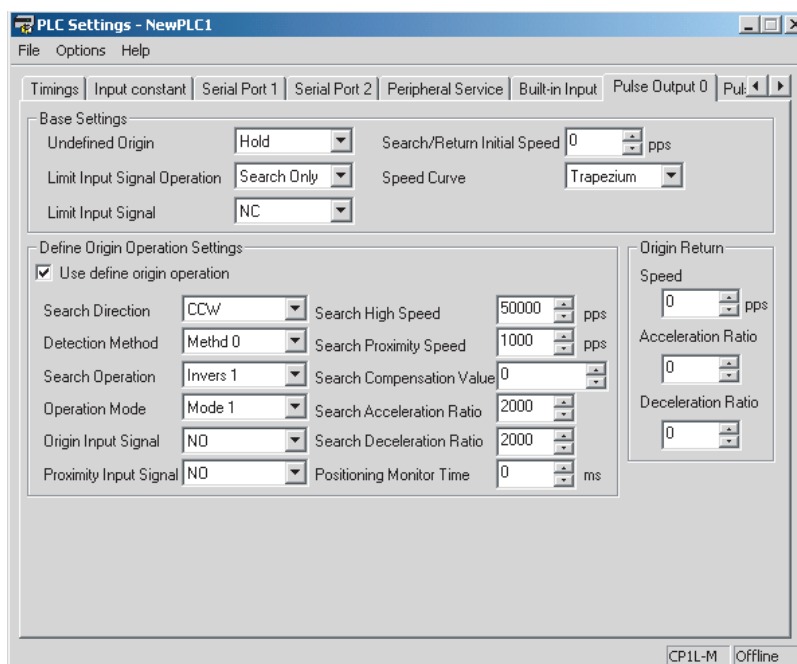 PLC Settings - NewPLC1
File Options Help
Timings Input constant Serial Port 1 Serial Port 2 Peripheral Service Built-in Input Pulse Output 0 Pul
Base Settings
Undefined Origin Hold Search/Return Initial Speed 0 pps
Limit Input Signal Operation Search Only Speed Curve Trapezium
Limit Input Signal NC
Define Origin Operation Settings Origin Return
Use define origin operation Speed
Search Direction CCW Search High Speed 50000 pps 0 pps
Detection Method Methd 0 Search Proximity Speed 1000 pps Acceleration Ratio
Search Operation Invers 1 Search Compensation Value 0 0
Operation Mode Mode 1 Search Acceleration Ratio 2000 Deceleration Ratio
Origin Input Signal NO Search Deceleration Ratio 2000 0
Proximity Input Signal NO Positioning Monitor Time 0 ms
CP1L-M Offline